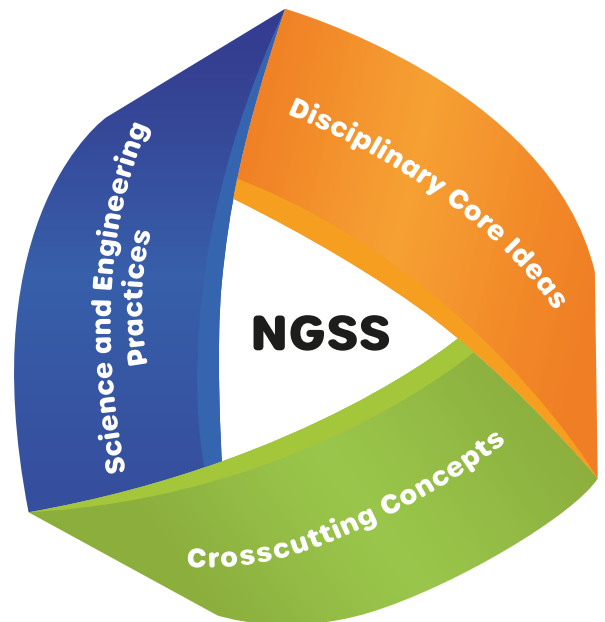 Disciplinary Core Ideas
Science and Engineering
Practices
NGSS
Crosscutting Concepts